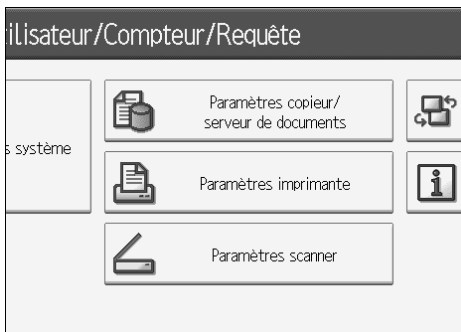 ilisateur/Compteur/Requête
Paramètres copieur/
serveur de documents
s système
Paramètres imprimante
Paramètres scanner